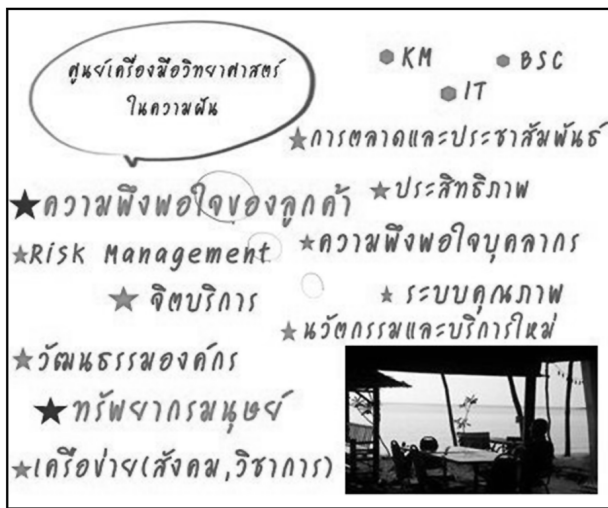 ศูนย์เครื่องมือวิทยาศาสตร์
ในความฝัน
KM
BSC
IT
การตลาดและประชาสัมพันธ์
ความพึงพอใจของลูกค้า
ประสิทธิภาพ
Risk Management
ความพึงพอใจบุคลากร
จิตบริการ
ระบบคุณภาพ
นวัตกรรมและบริการใหม่
วัฒนธรรมองค์กร
ทรัพยากรมนุษย์
เครือข่าย(สังคม,วิชาการ)